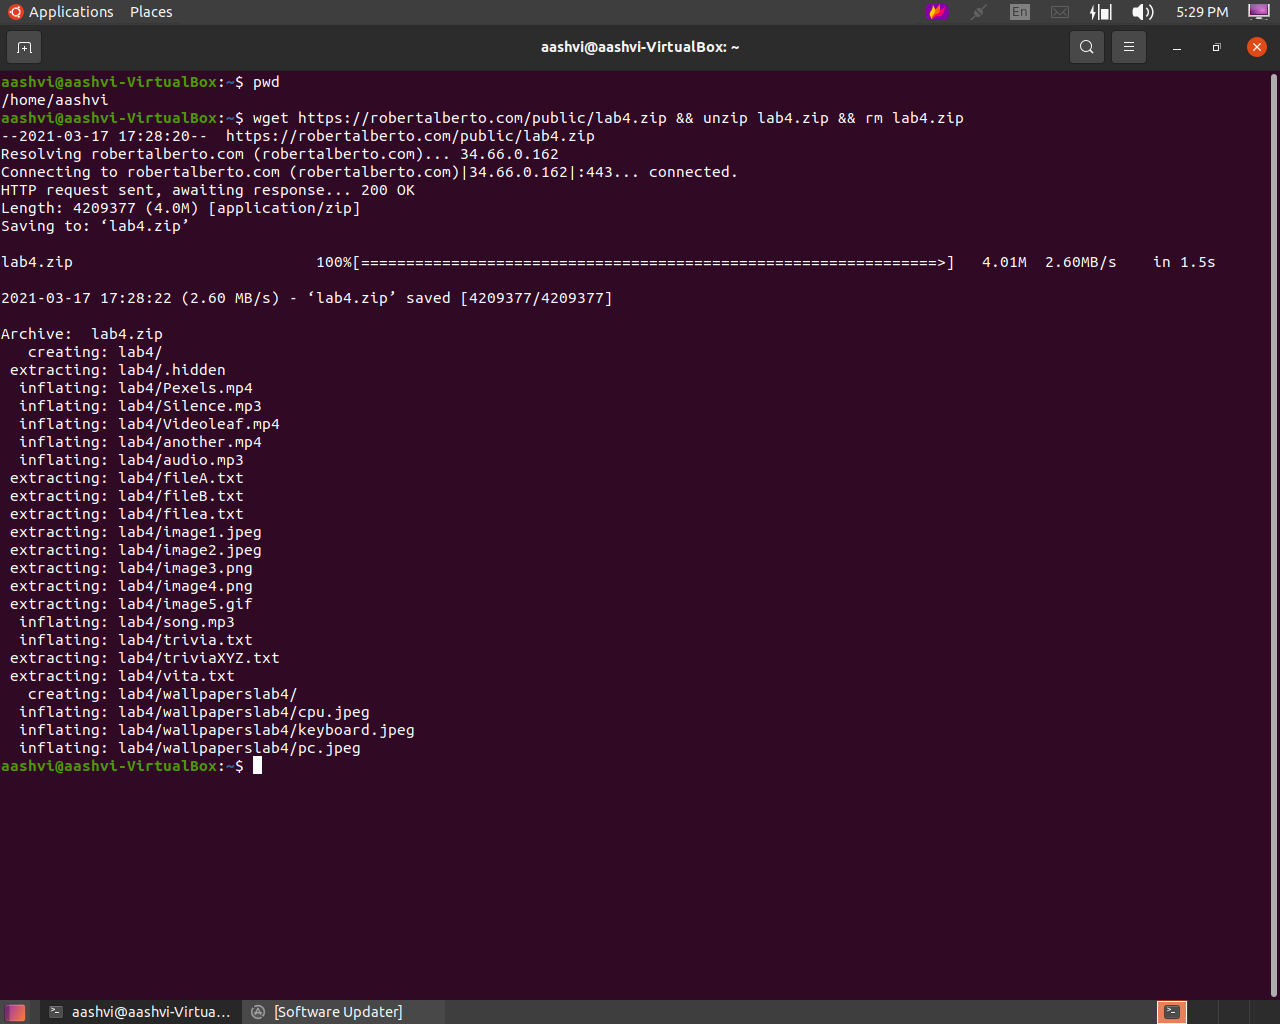 Applications Places En 5:29 PM
aashvi@aashvi-VirtualBox: ~
aashvi@aashvi-VirtualBox:~$ pwd
/home/aashvi
aashvi@aashvi-VirtualBox:~$ wget https://robertalberto.com/public/lab4.zip && unzip lab4.zip && rm lab4.zip
--2021-03-17 17:28:20--  https://robertalberto.com/public/lab4.zip
Resolving robertalberto.com (robertalberto.com)... 34.66.0.162
Connecting to robertalberto.com (robertalberto.com)|34.66.0.162|:443... connected.
HTTP request sent, awaiting response... 200 OK
Length: 4209377 (4.0M) [application/zip]
Saving to: ‘lab4.zip’
lab4.zip                           100%[================================================================>]   4.01M  2.60MB/s    in 1.5s
2021-03-17 17:28:22 (2.60 MB/s) - ‘lab4.zip’ saved [4209377/4209377]
Archive:  lab4.zip
   creating: lab4/
 extracting: lab4/.hidden
  inflating: lab4/Pexels.mp4
  inflating: lab4/Silence.mp3
  inflating: lab4/Videoleaf.mp4
  inflating: lab4/another.mp4
  inflating: lab4/audio.mp3
 extracting: lab4/fileA.txt
 extracting: lab4/fileB.txt
 extracting: lab4/filea.txt
 extracting: lab4/image1.jpeg
 extracting: lab4/image2.jpeg
 extracting: lab4/image3.png
 extracting: lab4/image4.png
 extracting: lab4/image5.gif
  inflating: lab4/song.mp3
  inflating: lab4/trivia.txt
 extracting: lab4/triviaXYZ.txt
 extracting: lab4/vita.txt
   creating: lab4/wallpaperslab4/
  inflating: lab4/wallpaperslab4/cpu.jpeg
  inflating: lab4/wallpaperslab4/keyboard.jpeg
  inflating: lab4/wallpaperslab4/pc.jpeg
aashvi@aashvi-VirtualBox:~$
aashvi@aashvi-Virtua... [Software Updater]